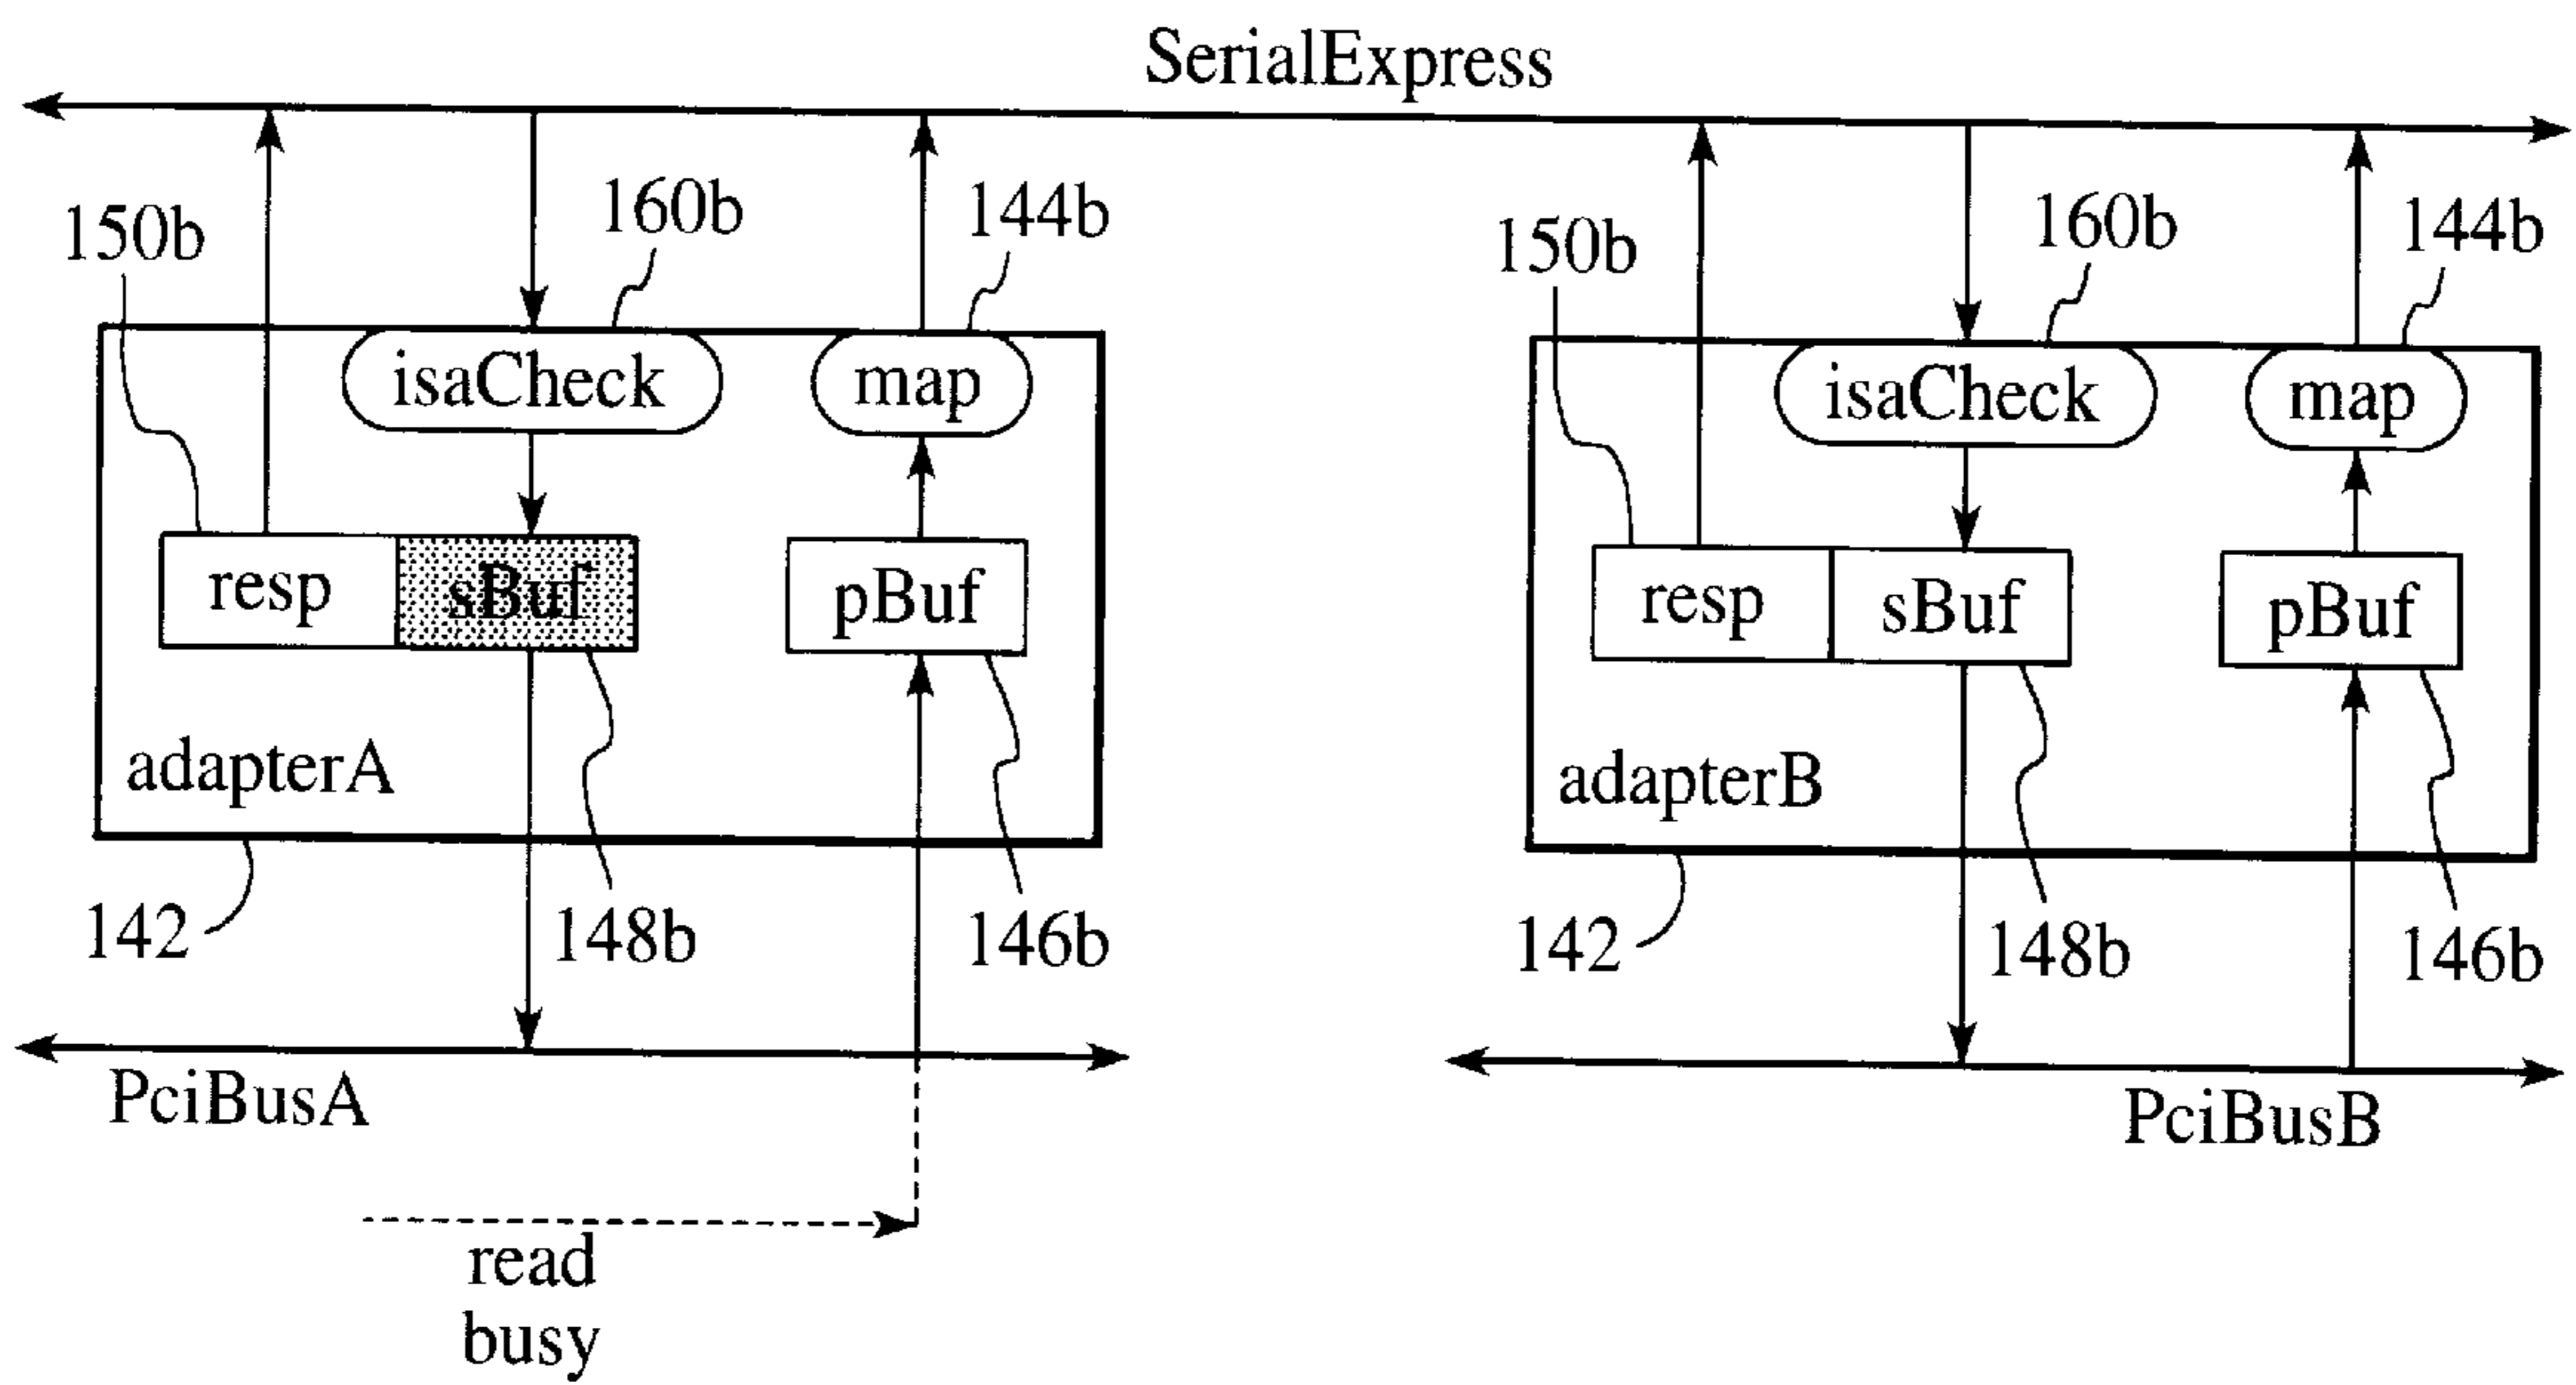 SerialExpress
150b
160b
144b
150b
160b
144b
isaCheck
map
isaCheck
map
resp
sBuf
pBuf
resp
sBuf
pBuf
adapterA
adapterB
142
148b
146b
142
148b
146b
PciBusA
PciBusB
read
busy